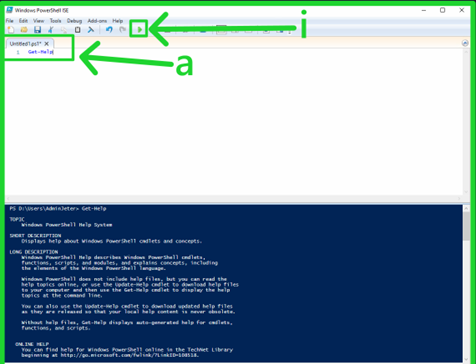 Windows PowerShell ISE
File Edit View Tools Debug Add-ons Help
i
Untitled1.ps1* X
1 Get-Help
a
PS D:\Users\AdminJeter> Get-Help
TOPIC
Windows PowerShell Help System
SHORT DESCRIPTION
Displays help about Windows PowerShell cmdlets and concepts.
LONG DESCRIPTION
Windows PowerShell Help describes Windows PowerShell cmdlets,
functions, scripts, and modules, and explains concepts, including
the elements of the Windows PowerShell language.
Windows PowerShell does not include help files, but you can read the
help topics online, or use the Update-Help cmdlet to download help files
to your computer and then use the Get-Help cmdlet to display the help
topics at the command line.
You can also use the Update-Help cmdlet to download updated help files
as they are released so that your local help content is never obsolete.
Without help files, Get-Help displays auto-generated help for cmdlets,
functions, and scripts.
ONLINE HELP
You can find help for Windows PowerShell online in the TechNet Library
beginning at http://go.microsoft.com/fwlink/?LinkID=108518.